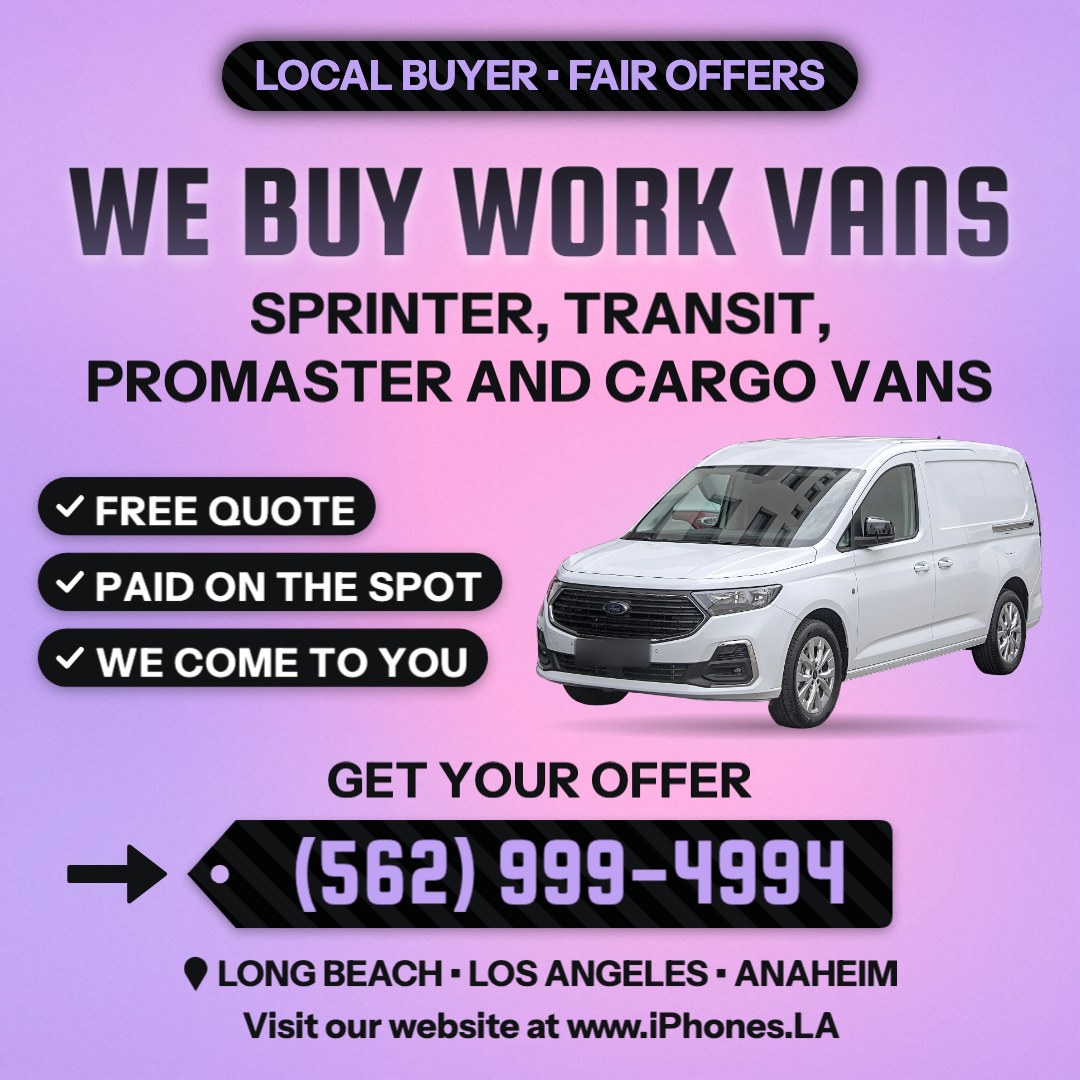 LOCAL BUYER ▪ FAIR OFFERS
WE BUY WORK VANS
SPRINTER, TRANSIT,
PROMASTER AND CARGO VANS
✓ FREE QUOTE
✓ PAID ON THE SPOT
✓ WE COME TO YOU
Ford
GET YOUR OFFER
(562) 999-4994
LONG BEACH ▪ LOS ANGELES ▪ ANAHEIM
Visit our website at www.iPhones.LA